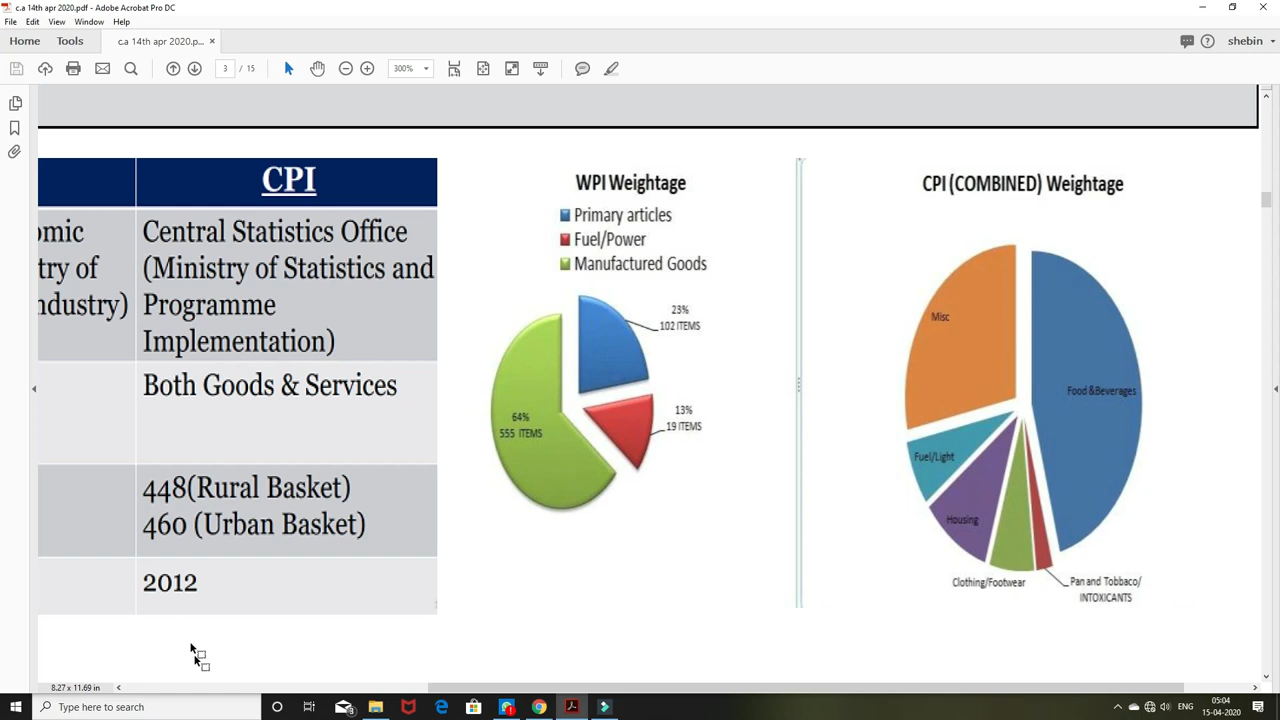 c.a 14th apr 2020.pdf - Adobe Acrobat Pro DC
File Edit View Window Help
Home Tools c.a 14th apr 2020.p... × shebin
3 / 15 300%
CPI
omic
try of
ndustry)
Central Statistics Office
(Ministry of Statistics and
Programme
Implementation)
Both Goods & Services
448(Rural Basket)
460 (Urban Basket)
2012
WPI Weightage
Primary articles
Fuel/Power
Manufactured Goods
23%
102 ITEMS
13%
19 ITEMS
64%
555 ITEMS
CPI (COMBINED) Weightage
Misc
Food &Beverages
Fuel/Light
Housing
Clothing/Footwear
Pan and Tobbaco/
INTOXICANTS
8.27 x 11.69 in
Type here to search
ENG
05:04
15-04-2020